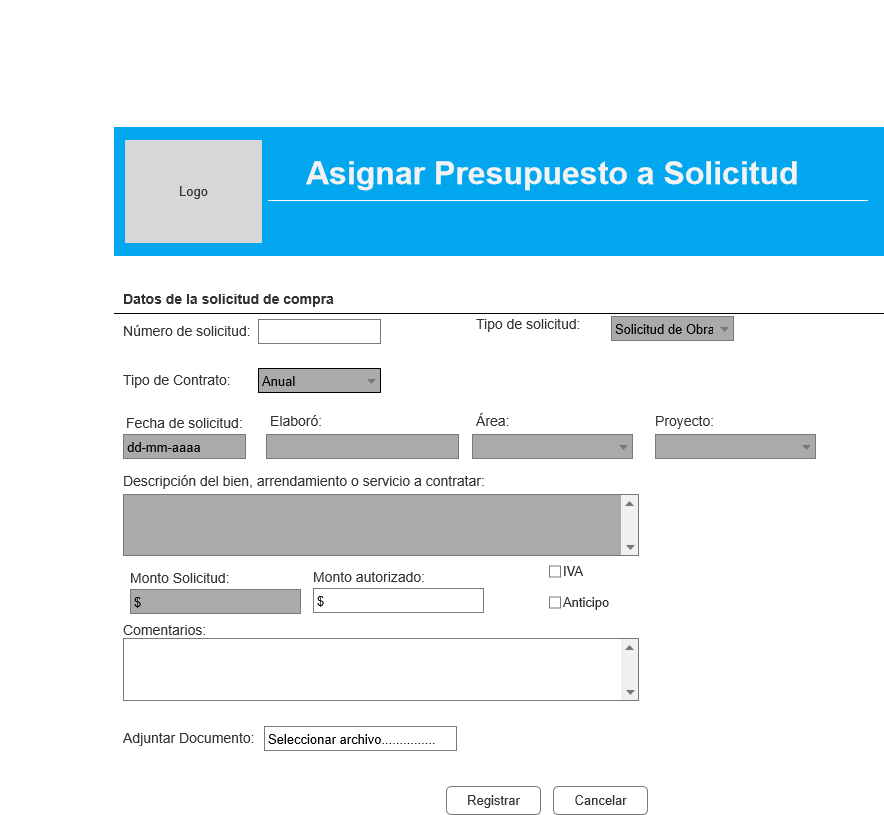 Logo
Asignar Presupuesto a Solicitud
Datos de la solicitud de compra
Número de solicitud:
Tipo de solicitud:
Solicitud de Obra
Tipo de Contrato:
Anual
Fecha de solicitud:
Elaboró:
Área:
Proyecto:
dd-mm-aaaa
Descripción del bien, arrendamiento o servicio a contratar:
Monto Solicitud:
Monto autorizado:
IVA
$
$
Anticipo
Comentarios:
Adjuntar Documento:
Seleccionar archivo...............
Registrar
Cancelar